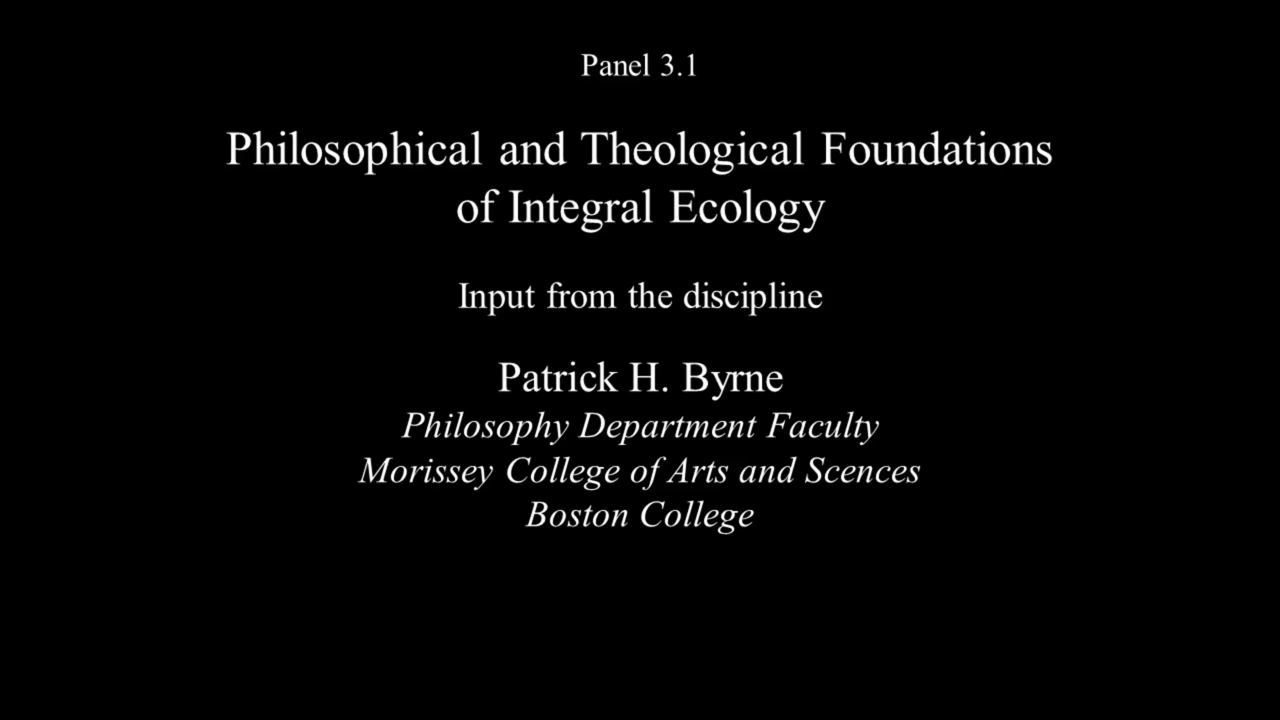 Panel 3.1
Philosophical and Theological Foundations
of Integral Ecology
Input from the discipline
Patrick H. Byrne
Philosophy Department Faculty
Morissey College of Arts and Scences
Boston College